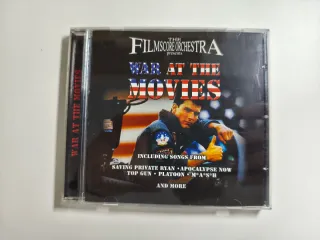 THE
FILMSCORE ORCHESTRA
PRESENTS
WAR AT THE
MOVIES
INCLUDING SONGS FROM
SAVING PRIVATE RYAN • APOCALYPSE NOW
TOP GUN • PLATOON • M*A*S*H
AND MORE
WAR AT THE MOVIES